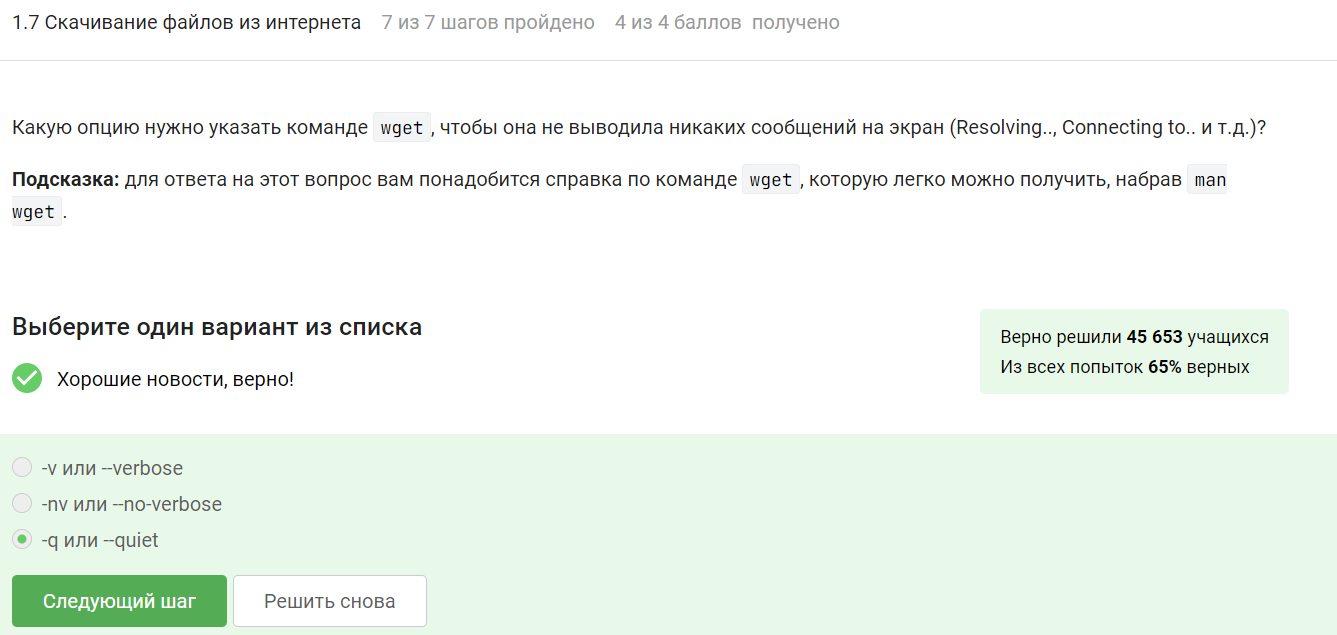 1.7 Скачивание файлов из интернета 7 из 7 шагов пройдено 4 из 4 баллов получено
Какую опцию нужно указать команде wget, чтобы она не выводила никаких сообщений на экран (Resolving.., Connecting to.. и т.д.)?
Подсказка: для ответа на этот вопрос вам понадобится справка по команде wget, которую легко можно получить, набрав man
wget.
Выберите один вариант из списка
Хорошие новости, верно!
Верно решили 45 653 учащихся
Из всех попыток 65% верных
-v или --verbose
-nv или --no-verbose
-q или --quiet
Следующий шаг Решить снова